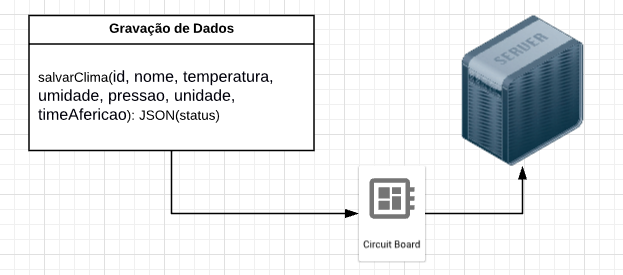 Gravação de Dados
salvarClima(id, nome, temperatura,
umidade, pressao, unidade,
timeAfericao): JSON(status)
SERVER
Circuit Board